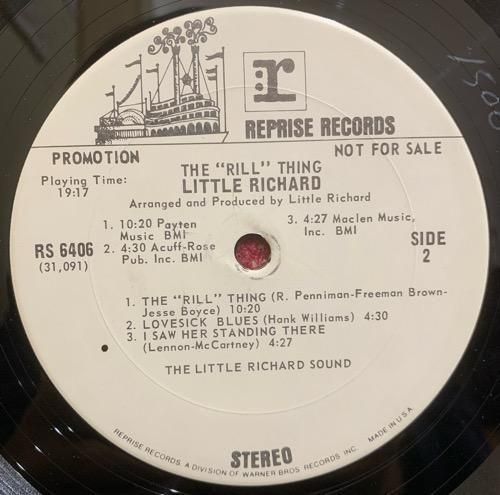 r:
REPRISE RECORDS
PROMOTION
NOT FOR SALE
Playing Time:
19:17
THE "RILL" THING
LITTLE RICHARD
Arranged and Produced by Little Richard
1. 10:20 Payten
Music BMI
2. 4:30 Acuff-Rose
Pub. Inc. BMI
3. 4:27 Maclen Music,
Inc. BMI
RS 6406
(31,091)
SIDE
2
1. THE "RILL" THING (R. Penniman-Freeman Brown-
Jesse Boyce) 10:20
2. LOVESICK BLUES (Hank Williams) 4:30
3. I SAW HER STANDING THERE
(Lennon-McCartney) 4:27
THE LITTLE RICHARD SOUND
STEREO
REPRISE RECORDS, A DIVISION OF WARNER BROS. RECORDS INC. MADE IN U.S.A.